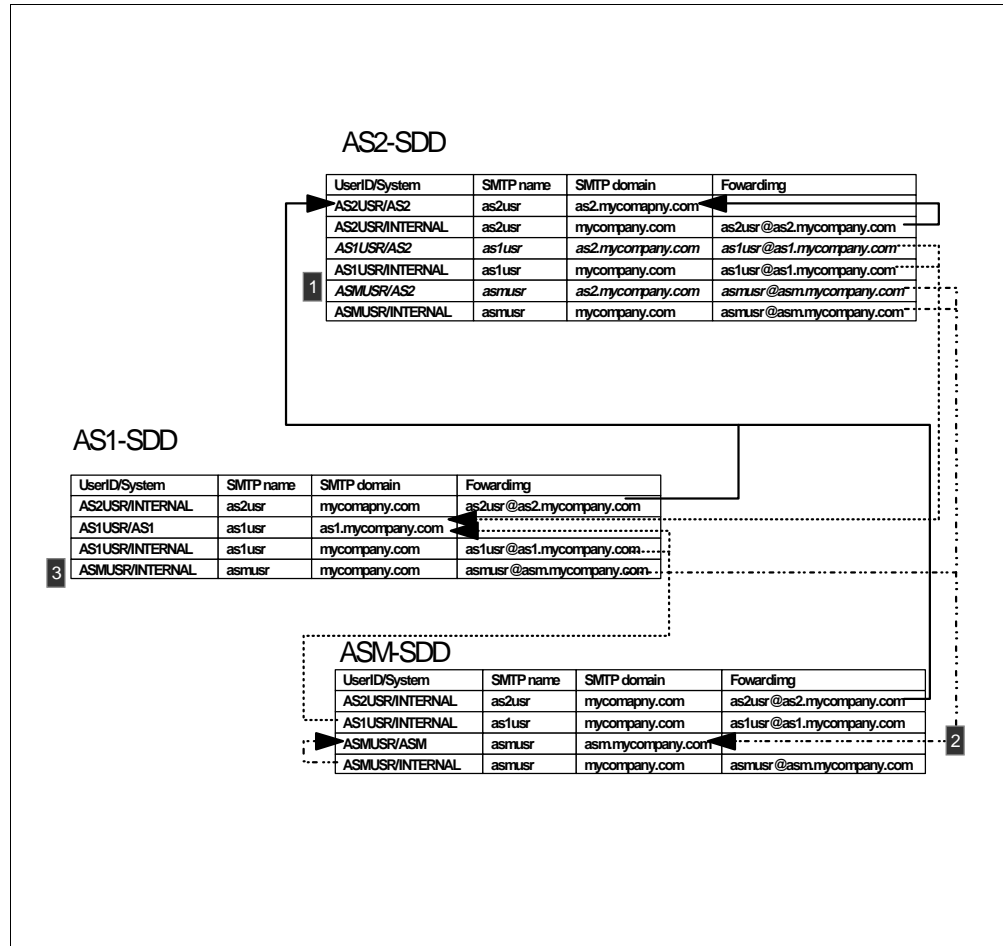 AS2-SDD
UserID/System SMTP name SMTP domain Fowardimg
AS2USR/AS2 as2usr as2.mycomapny.com
AS2USR/INTERNAL as2usr mycompany.com as2usr@as2.mycompany.com
AS1USR/AS2 as1usr as2.mycompany.com as1usr@as1.mycompany.com
AS1USR/INTERNAL as1usr mycompany.com as1usr@as1.mycompany.com
1
ASMUSR/AS2 asmusr as2.mycompany.com asmusr@asm.mycompany.com
ASMUSR/INTERNAL asmusr mycompany.com asmusr@asm.mycompany.com
AS1-SDD
UserID/System SMTP name SMTP domain Fowardimg
AS2USR/INTERNAL as2usr mycomapny.com as2usr@as2.mycompany.com
AS1USR/AS1 as1usr as1.mycompany.com
AS1USR/INTERNAL as1usr mycompany.com as1usr@as1.mycompany.com
3 ASMUSR/INTERNAL asmusr mycompany.com asmusr@asm.mycompany.com
ASM-SDD
UserID/System SMTP name SMTP domain Fowardimg
AS2USR/INTERNAL as2usr mycomapny.com as2usr@as2.mycompany.com
AS1USR/INTERNAL as1usr mycompany.com as1usr@as1.mycompany.com
ASMUSR/ASM asmusr asm.mycompany.com 2
ASMUSR/INTERNAL asmusr mycompany.com asmusr@asm.mycompany.com